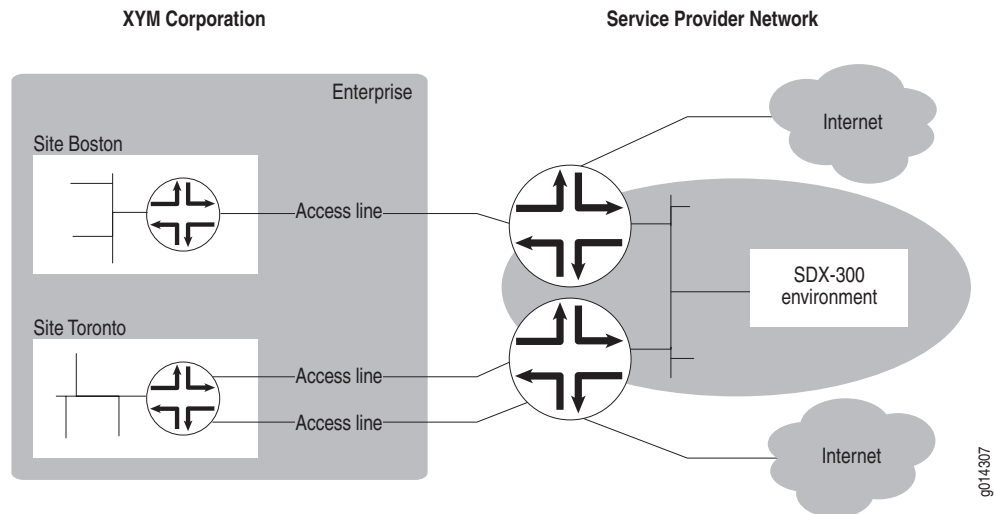 XYM Corporation
Service Provider Network
Enterprise
Internet
Site Boston
Access line
SDX-300
environment
Site Toronto
Access line
Access line
Internet
g014307